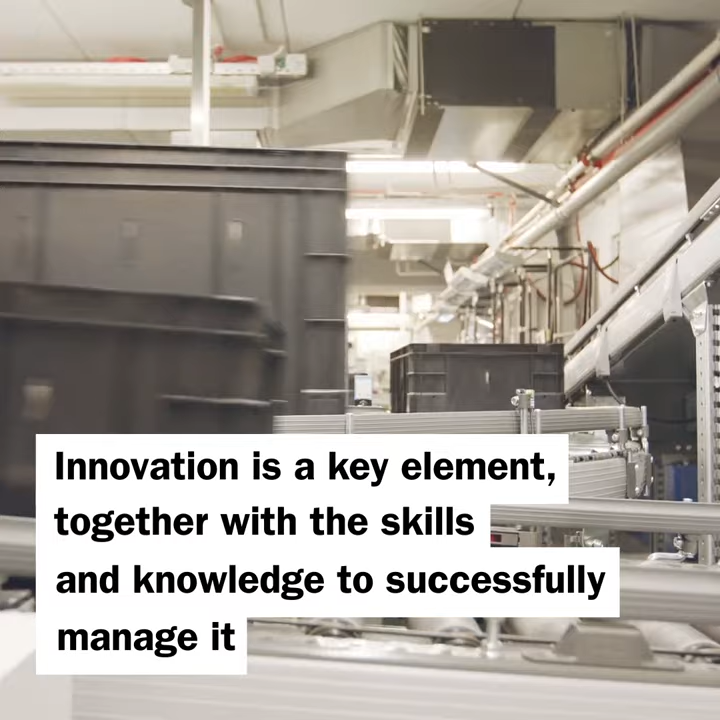 Innovation is a key element,
together with the skills
and knowledge to successfully
manage it